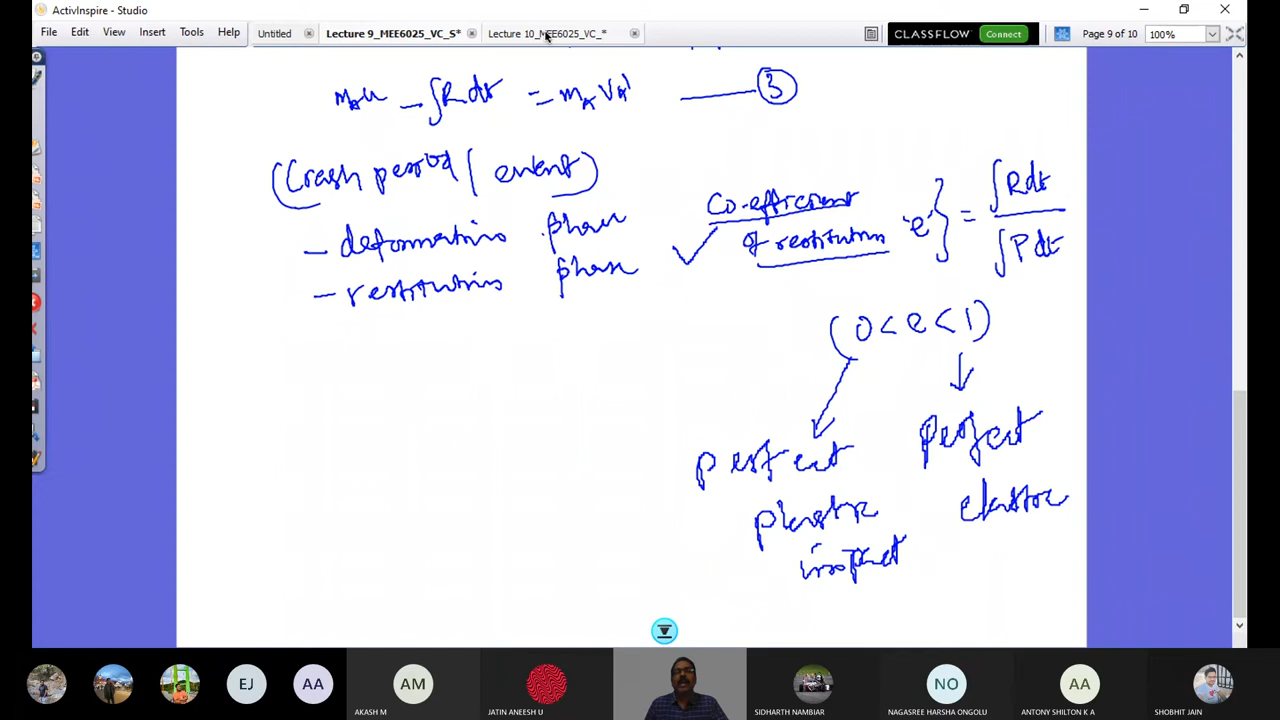 ActivInspire - Studio
File Edit View Insert Tools Help
Untitled
Lecture 9_MEE6025_VC_S*
Lecture 10_MEE6025_VC_*
CLASSFLOW Connect
Page 9 of 10
100%
- ∫R dt = ③
(Crash period / event)
- deformation phase
- restitution phase
Co-efficient
of restitution 'e' } = ∫Rdt / ∫Pdt
(0 < e < 1)
perfect
plastic
impact
perfect
elastic
EJ
AA
AM
NO
AA
AKASH M
JATIN ANEESH U
SIDHARTH NAMBIAR
NAGASREE HARSHA ONGOLU
ANTONY SHILTON K A
SHOBHIT JAIN